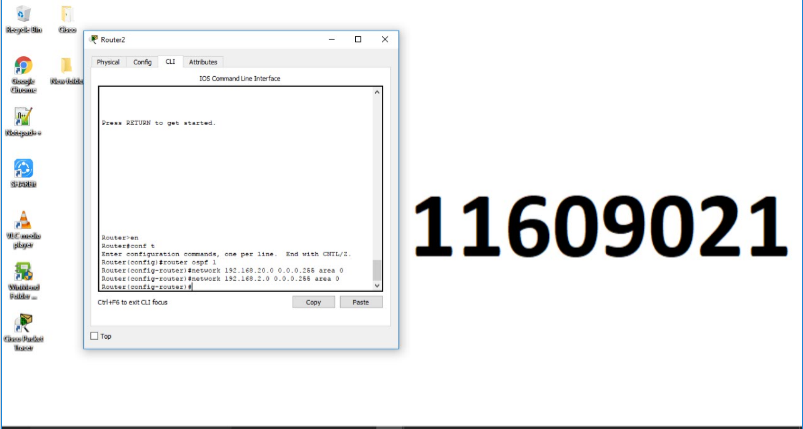 Recycle Bin
Cisco
Google
Chrome
New folder
Notepad++
SHAREit
VLC media
player
Workload
Folder ...
Cisco Packet
Tracer
Router2
Physical Config CLI Attributes
IOS Command Line Interface
Press RETURN to get started.
Router>en
Router#conf t
Enter configuration commands, one per line. End with CNTL/Z.
Router(config)#router ospf 1
Router(config-router)#network 192.168.20.0 0.0.0.255 area 0
Router(config-router)#network 192.168.2.0 0.0.0.255 area 0
Router(config-router)#
Ctrl+F6 to exit CLI focus
Copy
Paste
Top
11609021